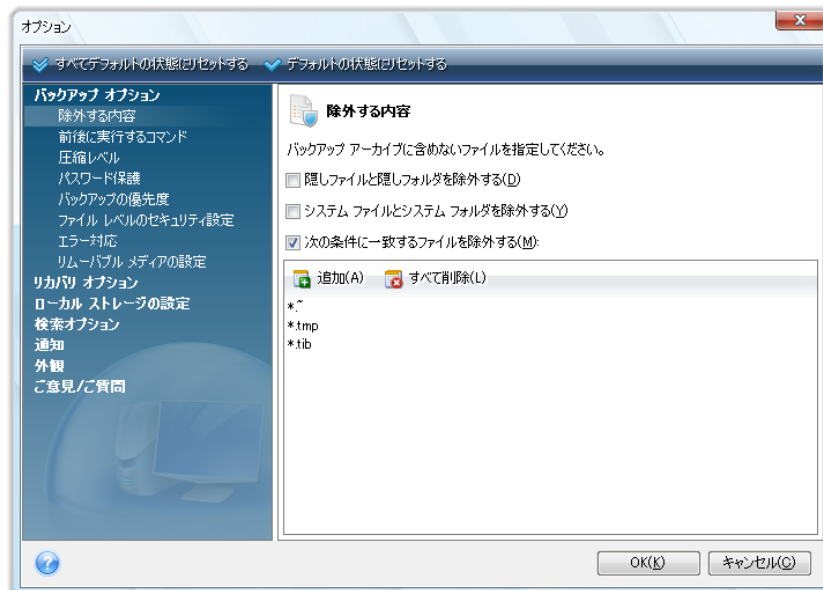 オプション
すべてデフォルトの状態にリセットする デフォルトの状態にリセットする
バックアップ オプション
除外する内容
前後に実行するコマンド
圧縮レベル
パスワード保護
バックアップの優先度
ファイル レベルのセキュリティ設定
エラー対応
リムーバブル メディアの設定
リカバリ オプション
ローカル ストレージの設定
検索オプション
通知
外観
ご意見/ご質問
除外する内容
バックアップ アーカイブに含めないファイルを指定してください。
隠しファイルと隠しフォルダを除外する(D)
システム ファイルとシステム フォルダを除外する(Y)
次の条件に一致するファイルを除外する(M):
追加(A) すべて削除(L)
*.~
*.tmp
*.tib
OK(K) キャンセル(C)